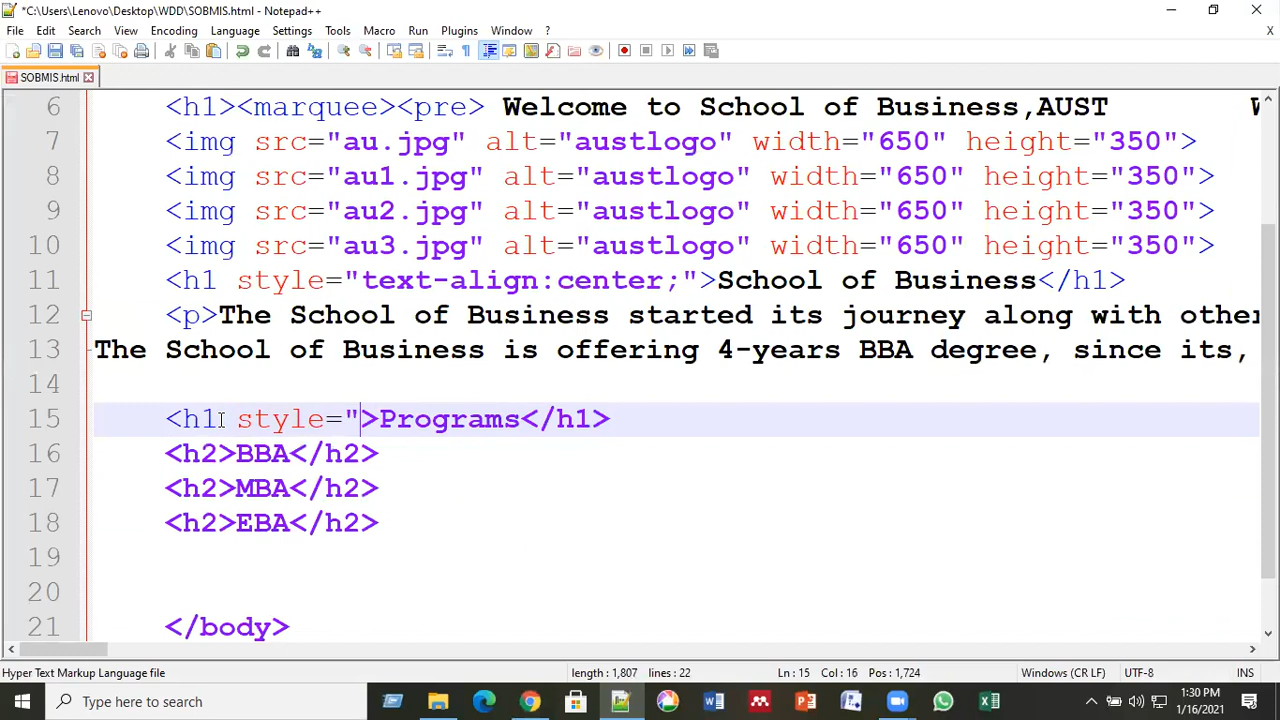 *C:\Users\Lenovo\Desktop\WDD\SOBMIS.html - Notepad++
File Edit Search View Encoding Language Settings Tools Macro Run Plugins Window ? X
SOBMIS.html
6 <h1><marquee><pre> Welcome to School of Business,AUST
7 <img src="au.jpg" alt="austlogo" width="650" height="350">
8 <img src="au1.jpg" alt="austlogo" width="650" height="350">
9 <img src="au2.jpg" alt="austlogo" width="650" height="350">
10 <img src="au3.jpg" alt="austlogo" width="650" height="350">
11 <h1 style="text-align:center;">School of Business</h1>
12 <p>The School of Business started its journey along with other
13 The School of Business is offering 4-years BBA degree, since its,
14
15 <h1 style=">Programs</h1>
16 <h2>BBA</h2>
17 <h2>MBA</h2>
18 <h2>EBA</h2>
19
20
21 </body>
Hyper Text Markup Language file length : 1,807 lines : 22 Ln : 15 Col : 16 Pos : 1,724 Windows (CR LF) UTF-8 INS
Type here to search
1:30 PM
1/16/2021